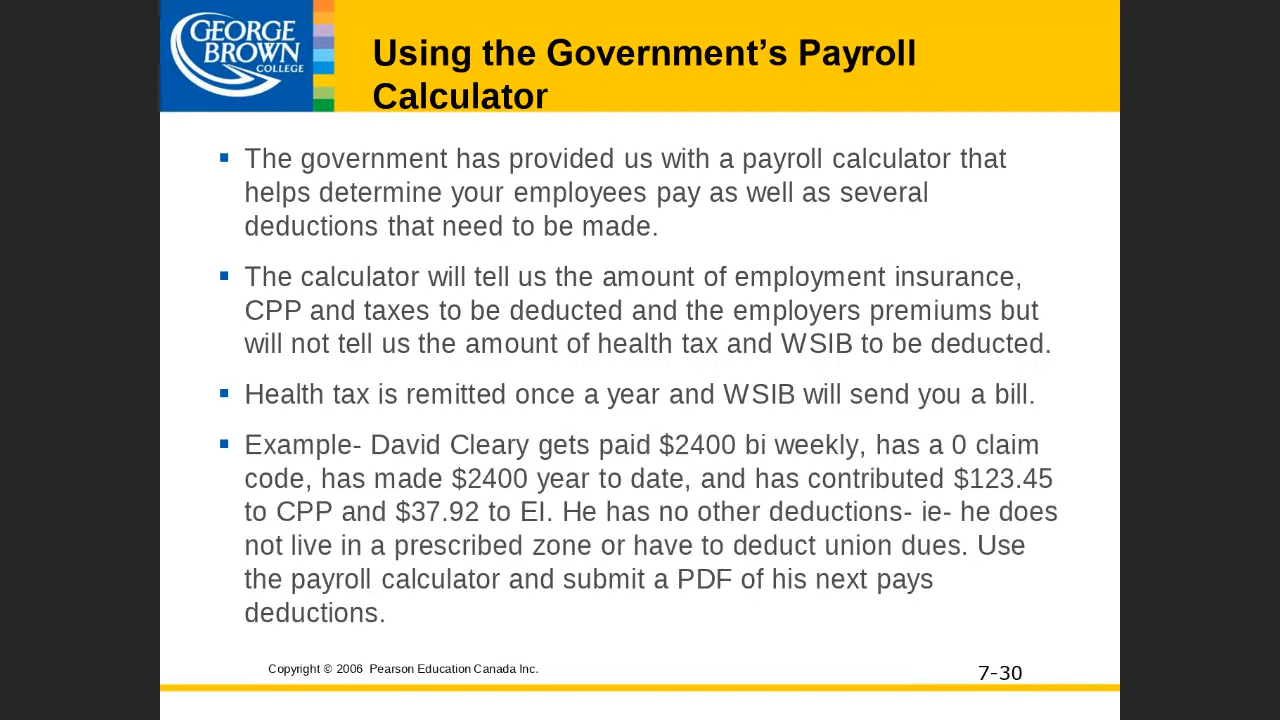 GEORGE
BROWN
COLLEGE
Using the Government’s Payroll
Calculator
The government has provided us with a payroll calculator that
helps determine your employees pay as well as several
deductions that need to be made.
The calculator will tell us the amount of employment insurance,
CPP and taxes to be deducted and the employers premiums but
will not tell us the amount of health tax and WSIB to be deducted.
Health tax is remitted once a year and WSIB will send you a bill.
Example- David Cleary gets paid $2400 bi weekly, has a 0 claim
code, has made $2400 year to date, and has contributed $123.45
to CPP and $37.92 to EI. He has no other deductions- ie- he does
not live in a prescribed zone or have to deduct union dues. Use
the payroll calculator and submit a PDF of his next pays
deductions.
Copyright © 2006 Pearson Education Canada Inc.
7-30